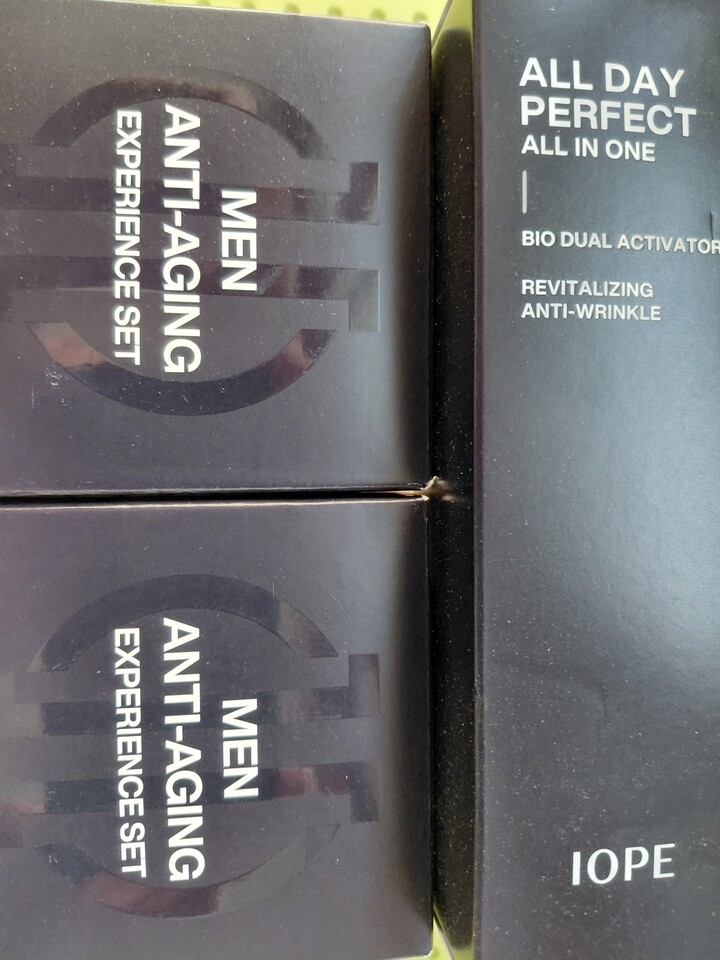 MEN
ANTI-AGING
EXPERIENCE SET
MEN
ANTI-AGING
EXPERIENCE SET
ALL DAY
PERFECT
ALL IN ONE
BIO DUAL ACTIVATOR
REVITALIZING
ANTI-WRINKLE
IOPE